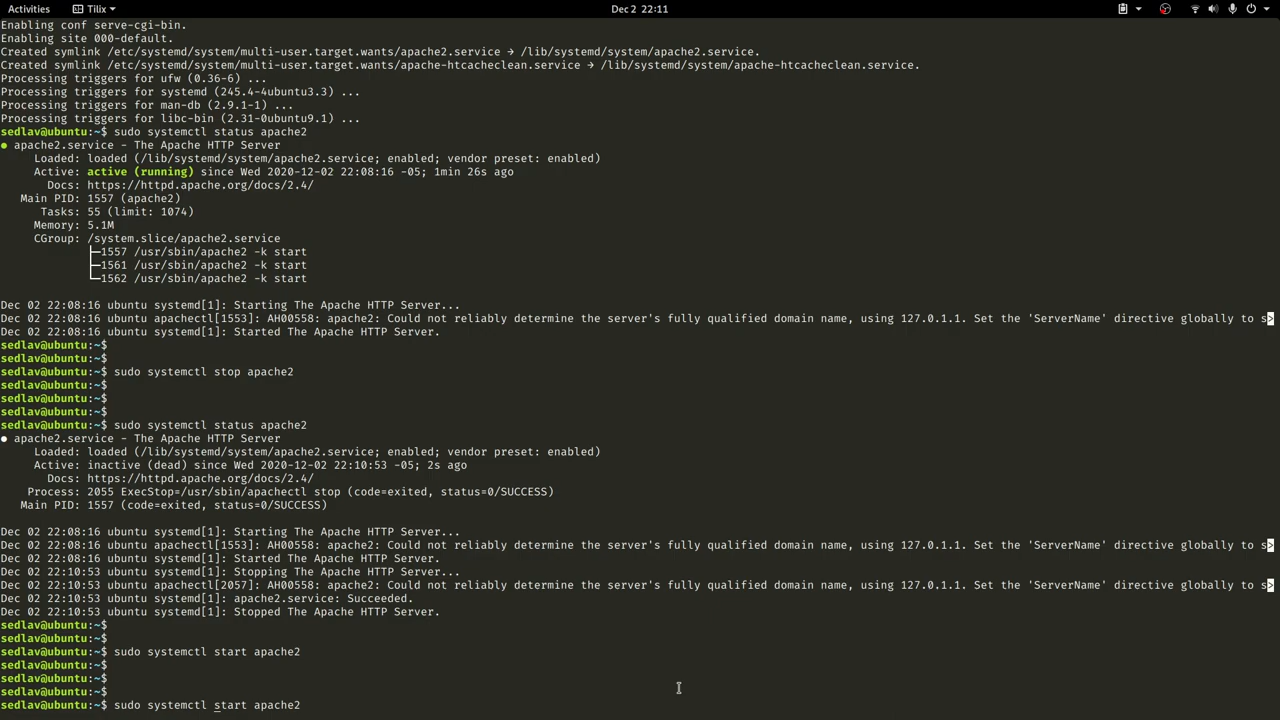 Activities Tilix Dec 2 22:11
Enabling conf serve-cgi-bin.
Enabling site 000-default.
Created symlink /etc/systemd/system/multi-user.target.wants/apache2.service → /lib/systemd/system/apache2.service.
Created symlink /etc/systemd/system/multi-user.target.wants/apache-htcacheclean.service → /lib/systemd/system/apache-htcacheclean.service.
Processing triggers for ufw (0.36-6) ...
Processing triggers for systemd (245.4-4ubuntu3.3) ...
Processing triggers for man-db (2.9.1-1) ...
Processing triggers for libc-bin (2.31-0ubuntu9.1) ...
sedlav@ubuntu:~$ sudo systemctl status apache2
● apache2.service - The Apache HTTP Server
Loaded: loaded (/lib/systemd/system/apache2.service; enabled; vendor preset: enabled)
Active: active (running) since Wed 2020-12-02 22:08:16 -05; 1min 26s ago
Docs: https://httpd.apache.org/docs/2.4/
Main PID: 1557 (apache2)
Tasks: 55 (limit: 1074)
Memory: 5.1M
CGroup: /system.slice/apache2.service
├─1557 /usr/sbin/apache2 -k start
├─1561 /usr/sbin/apache2 -k start
└─1562 /usr/sbin/apache2 -k start
Dec 02 22:08:16 ubuntu systemd[1]: Starting The Apache HTTP Server...
Dec 02 22:08:16 ubuntu apachectl[1553]: AH00558: apache2: Could not reliably determine the server's fully qualified domain name, using 127.0.1.1. Set the 'ServerName' directive globally to s>
Dec 02 22:08:16 ubuntu systemd[1]: Started The Apache HTTP Server.
sedlav@ubuntu:~$
sedlav@ubuntu:~$
sedlav@ubuntu:~$ sudo systemctl stop apache2
sedlav@ubuntu:~$
sedlav@ubuntu:~$
sedlav@ubuntu:~$
sedlav@ubuntu:~$ sudo systemctl status apache2
● apache2.service - The Apache HTTP Server
Loaded: loaded (/lib/systemd/system/apache2.service; enabled; vendor preset: enabled)
Active: inactive (dead) since Wed 2020-12-02 22:10:53 -05; 2s ago
Docs: https://httpd.apache.org/docs/2.4/
Process: 2055 ExecStop=/usr/sbin/apachectl stop (code=exited, status=0/SUCCESS)
Main PID: 1557 (code=exited, status=0/SUCCESS)
Dec 02 22:08:16 ubuntu systemd[1]: Starting The Apache HTTP Server...
Dec 02 22:08:16 ubuntu apachectl[1553]: AH00558: apache2: Could not reliably determine the server's fully qualified domain name, using 127.0.1.1. Set the 'ServerName' directive globally to s>
Dec 02 22:08:16 ubuntu systemd[1]: Started The Apache HTTP Server.
Dec 02 22:10:53 ubuntu systemd[1]: Stopping The Apache HTTP Server...
Dec 02 22:10:53 ubuntu apachectl[2057]: AH00558: apache2: Could not reliably determine the server's fully qualified domain name, using 127.0.1.1. Set the 'ServerName' directive globally to s>
Dec 02 22:10:53 ubuntu systemd[1]: apache2.service: Succeeded.
Dec 02 22:10:53 ubuntu systemd[1]: Stopped The Apache HTTP Server.
sedlav@ubuntu:~$
sedlav@ubuntu:~$
sedlav@ubuntu:~$ sudo systemctl start apache2
sedlav@ubuntu:~$
sedlav@ubuntu:~$
sedlav@ubuntu:~$
sedlav@ubuntu:~$ sudo systemctl start apache2